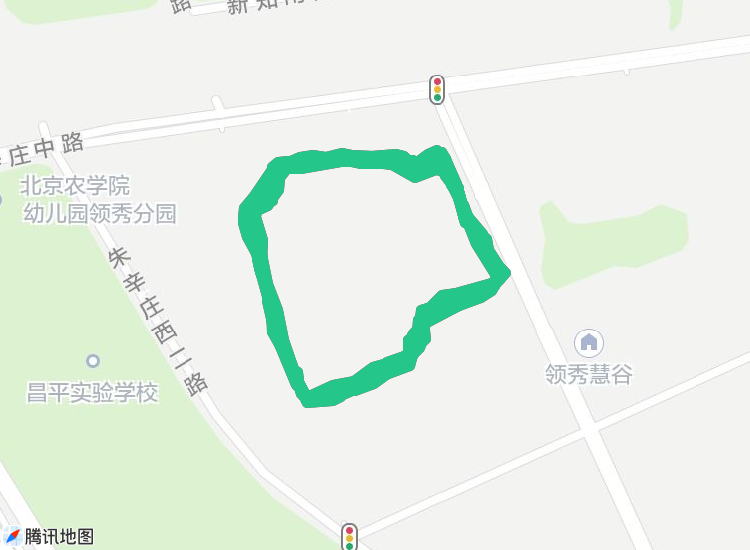 路
新知南
庄中路
北京农学院
幼儿园领秀分园
朱辛庄西二路
领秀慧谷
昌平实验学校
腾讯地图